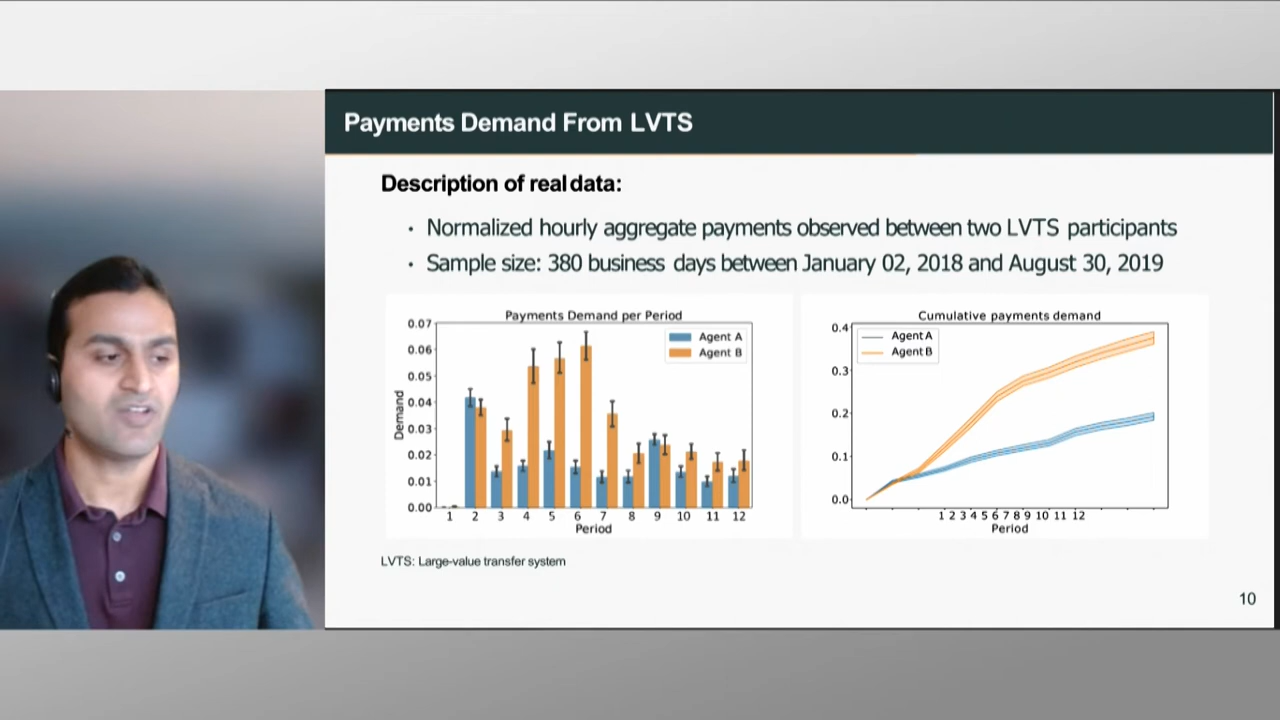 Payments Demand From LVTS
Description of real data:
• Normalized hourly aggregate payments observed between two LVTS participants
• Sample size: 380 business days between January 02, 2018 and August 30, 2019
Payments Demand per Period
0.07
0.06
0.05
0.04
0.03
0.02
0.01
0.00
Demand
Agent A
Agent B
1 2 3 4 5 6 7 8 9 10 11 12
Period
Cumulative payments demand
0.4
0.3
0.2
0.1
0.0
Agent A
Agent B
1 2 3 4 5 6 7 8 9 10 11 12
Period
LVTS: Large-value transfer system
10